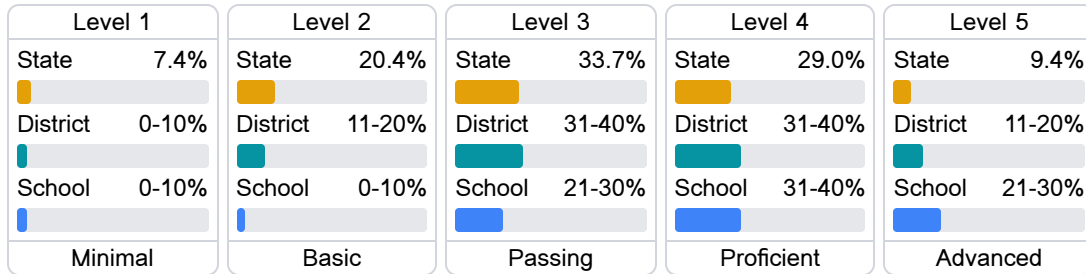 Level 1
State 7.4%
District 0-10%
School 0-10%
Minimal
Level 2
State 20.4%
District 11-20%
School 0-10%
Basic
Level 3
State 33.7%
District 31-40%
School 21-30%
Passing
Level 4
State 29.0%
District 31-40%
School 31-40%
Proficient
Level 5
State 9.4%
District 11-20%
School 21-30%
Advanced